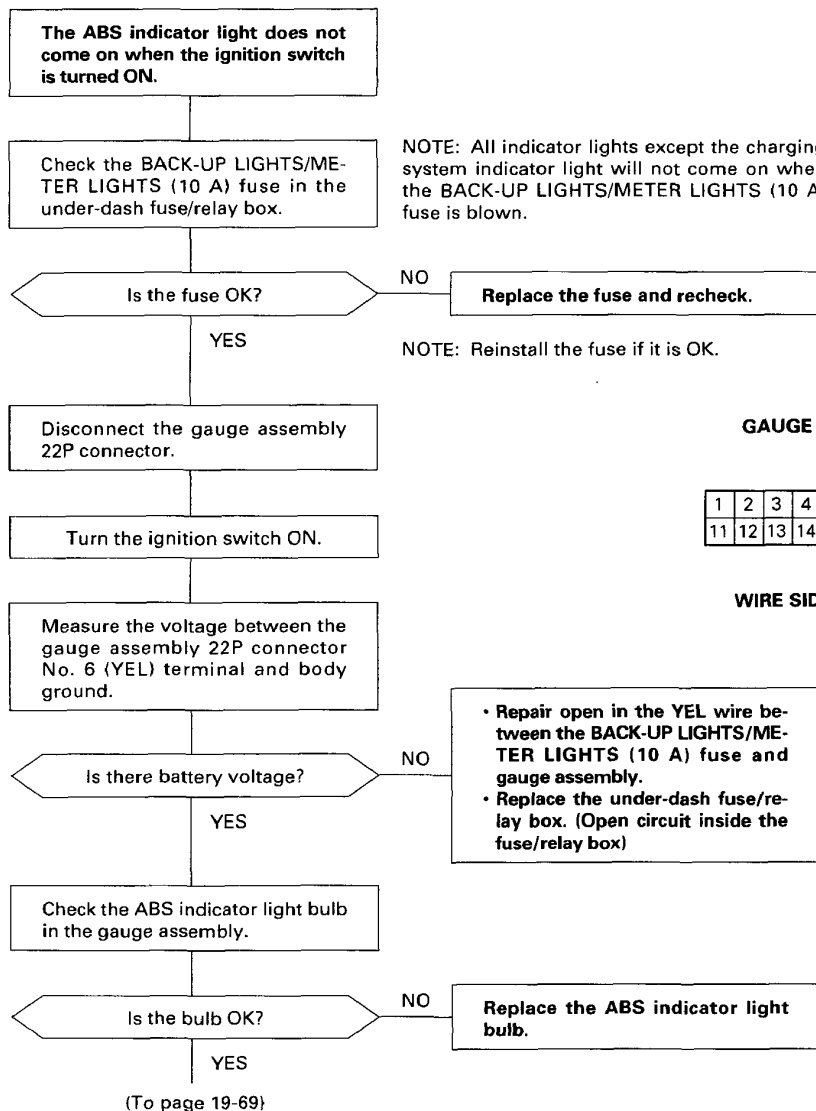 The ABS indicator light does not
come on when the ignition switch
is turned ON.
Check the BACK-UP LIGHTS/ME-
TER LIGHTS (10 A) fuse in the
under-dash fuse/relay box.
NOTE: All indicator lights except the charging
system indicator light will not come on when
the BACK-UP LIGHTS/METER LIGHTS (10 A
fuse is blown.
Is the fuse OK?
NO
Replace the fuse and recheck.
YES
NOTE: Reinstall the fuse if it is OK.
Disconnect the gauge assembly
22P connector.
GAUGE
1 2 3 4
11 12 13 14
Turn the ignition switch ON.
WIRE SID
Measure the voltage between the
gauge assembly 22P connector
No. 6 (YEL) terminal and body
ground.
Is there battery voltage?
NO
• Repair open in the YEL wire be-
tween the BACK-UP LIGHTS/ME-
TER LIGHTS (10 A) fuse and
gauge assembly.
• Replace the under-dash fuse/re-
lay box. (Open circuit inside the
fuse/relay box)
YES
Check the ABS indicator light bulb
in the gauge assembly.
Is the bulb OK?
NO
Replace the ABS indicator light
bulb.
YES
(To page 19-69)